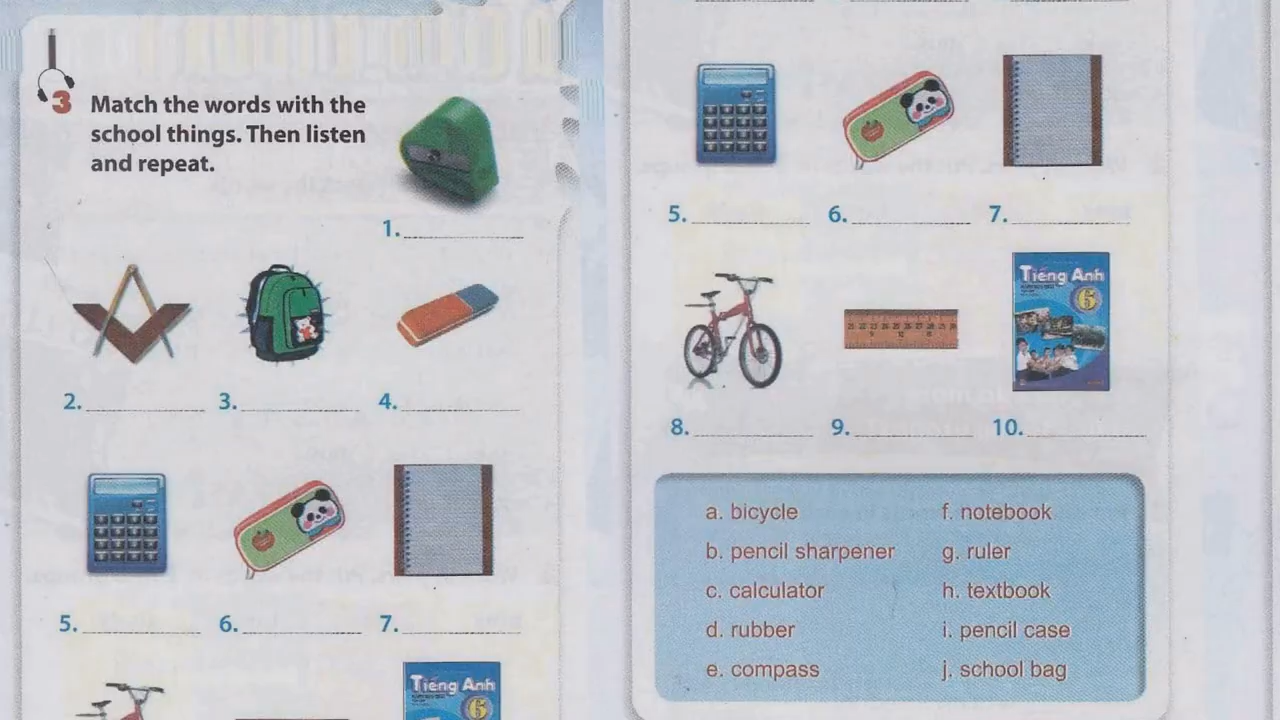 3 Match the words with the
school things. Then listen
and repeat.
1.
2. 3. 4.
5. 6. 7.
Tiếng Anh
6
5. 6. 7.
Tiếng Anh
6
8. 9. 10.
a. bicycle
b. pencil sharpener
c. calculator
d. rubber
e. compass
f. notebook
g. ruler
h. textbook
i. pencil case
j. school bag